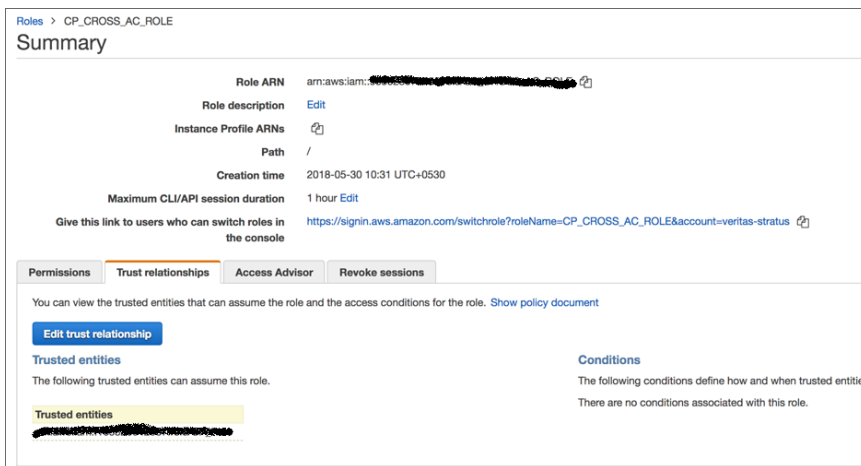 Roles > CP_CROSS_AC_ROLE
Summary
Role ARN arn:aws:iam::
Role description Edit
Instance Profile ARNs
Path /
Creation time 2018-05-30 10:31 UTC+0530
Maximum CLI/API session duration 1 hour Edit
Give this link to users who can switch roles in https://signin.aws.amazon.com/switchrole?roleName=CP_CROSS_AC_ROLE&account=veritas-stratus
the console
Permissions Trust relationships Access Advisor Revoke sessions
You can view the trusted entities that can assume the role and the access conditions for the role. Show policy document
Edit trust relationship
Trusted entities Conditions
The following trusted entities can assume this role. The following conditions define how and when trusted entitie
There are no conditions associated with this role.
Trusted entities